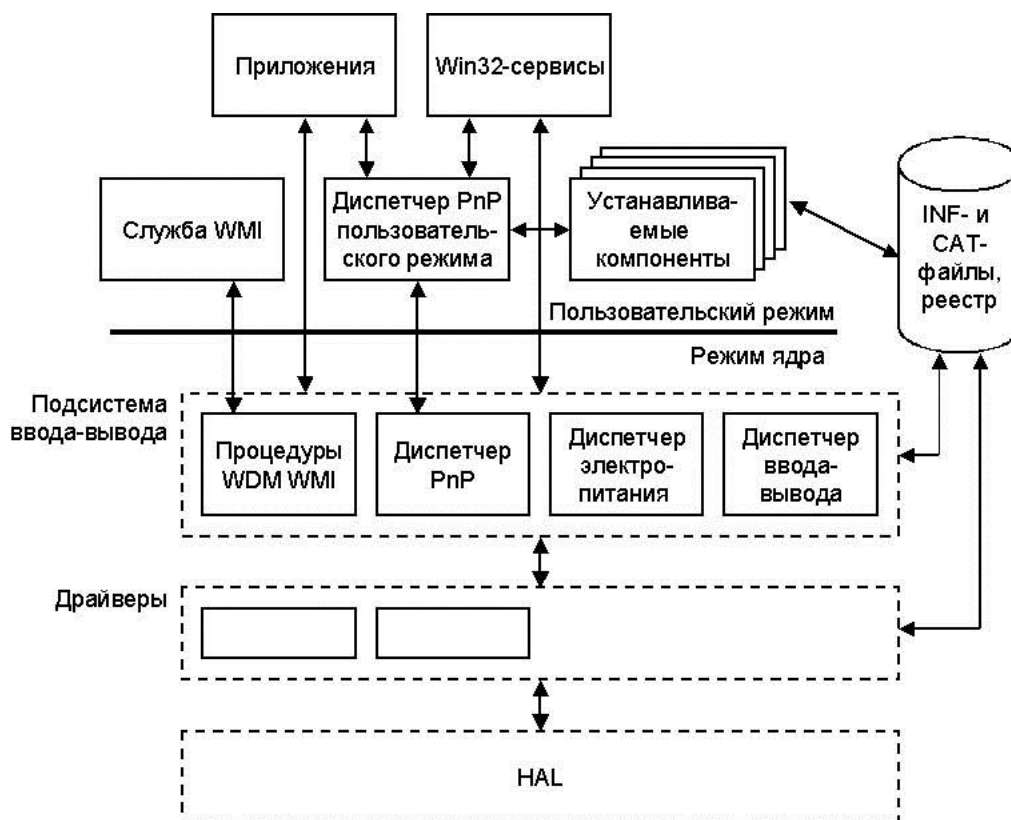 Приложения
Win32-сервисы
Служба WMI
Диспетчер PnP
пользователь-
ского режима
Устанавлива-
емые
компоненты
INF- и
CAT-
файлы,
реестр
Пользовательский режим
Режим ядра
Подсистема
ввода-вывода
Процедуры
WDM WMI
Диспетчер
PnP
Диспетчер
электро-
питания
Диспетчер
ввода-
вывода
Драйверы
HAL